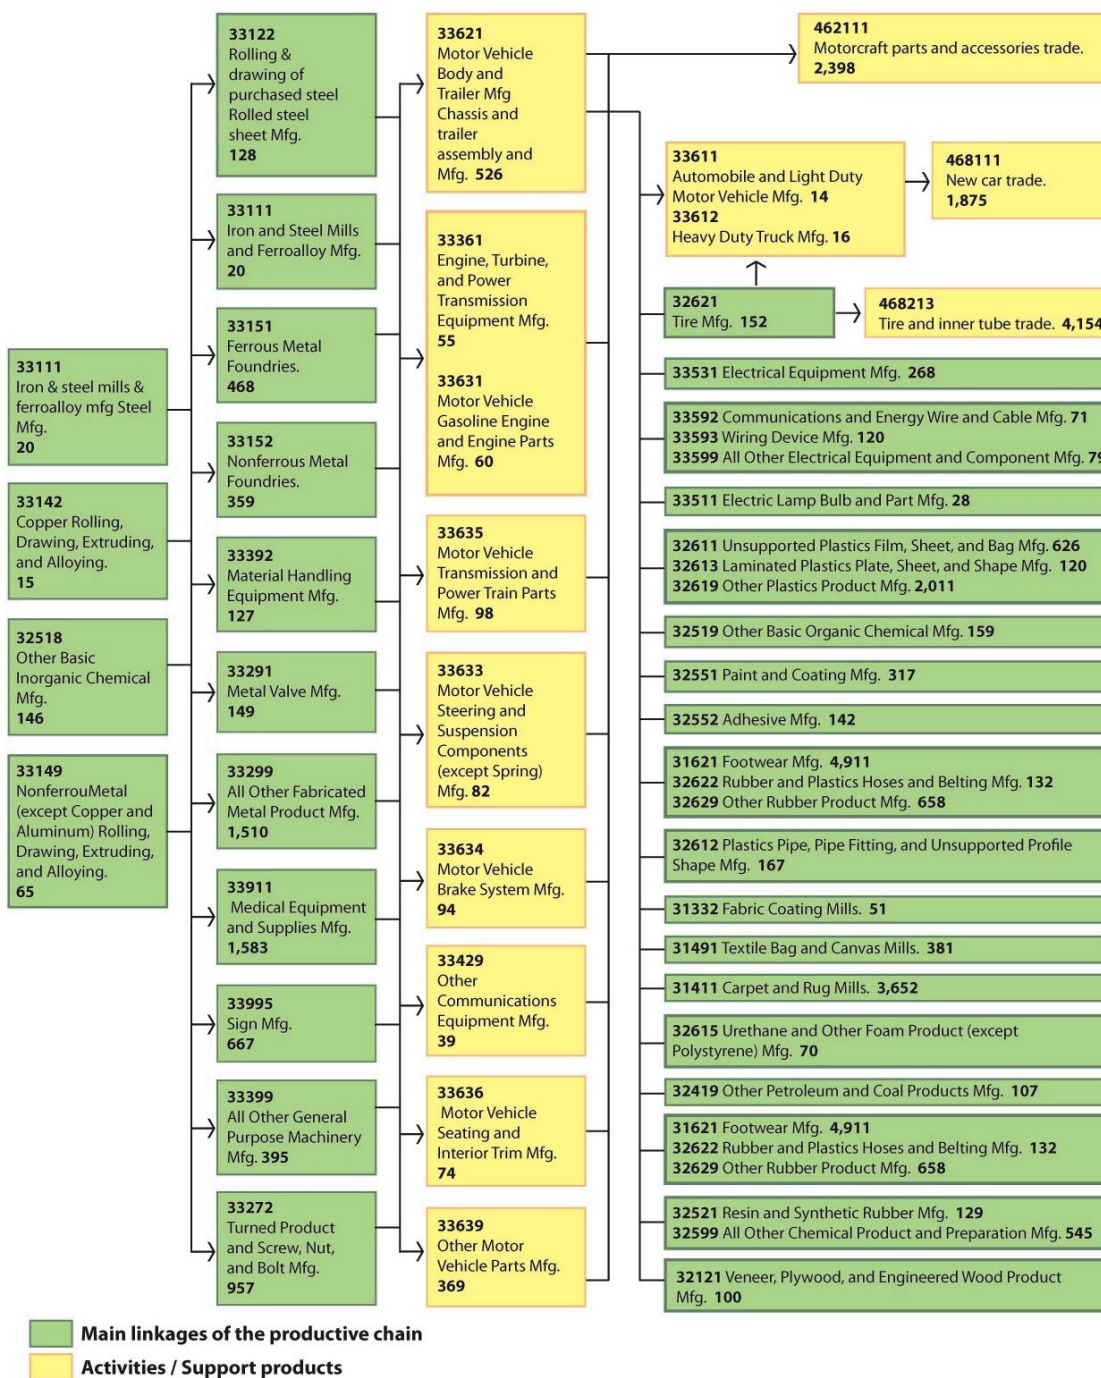 33111
Iron & steel mills &
ferroalloy mfg Steel
Mfg.
20
33142
Copper Rolling,
Drawing, Extruding,
and Alloying.
15
32518
Other Basic
Inorganic Chemical
Mfg.
146
33149
NonferrouMetal
(except Copper and
Aluminum) Rolling,
Drawing, Extruding,
and Alloying.
65
33122
Rolling &
drawing of
purchased steel
Rolled steel
sheet Mfg.
128
33111
Iron and Steel Mills
and Ferroalloy Mfg.
20
33151
Ferrous Metal
Foundries.
468
33152
Nonferrous Metal
Foundries.
359
33392
Material Handling
Equipment Mfg.
127
33291
Metal Valve Mfg.
149
33299
All Other Fabricated
Metal Product Mfg.
1,510
33911
Medical Equipment
and Supplies Mfg.
1,583
33995
Sign Mfg.
667
33399
All Other General
Purpose Machinery
Mfg. 395
33272
Turned Product
and Screw, Nut,
and Bolt Mfg.
957
33621
Motor Vehicle
Body and
Trailer Mfg
Chassis and
trailer
assembly and
Mfg. 526
33361
Engine, Turbine,
and Power
Transmission
Equipment Mfg.
55
33631
Motor Vehicle
Gasoline Engine
and Engine Parts
Mfg. 60
33635
Motor Vehicle
Transmission and
Power Train Parts
Mfg. 98
33633
Motor Vehicle
Steering and
Suspension
Components
(except Spring)
Mfg. 82
33634
Motor Vehicle
Brake System Mfg.
94
33429
Other
Communications
Equipment Mfg.
39
33636
Motor Vehicle
Seating and
Interior Trim Mfg.
74
33639
Other Motor
Vehicle Parts Mfg.
369
462111
Motorcraft parts and accessories trade.
2,398
33611
Automobile and Light Duty
Motor Vehicle Mfg. 14
33612
Heavy Duty Truck Mfg. 16
468111
New car trade.
1,875
32621
Tire Mfg. 152
468213
Tire and inner tube trade. 4,154
33531 Electrical Equipment Mfg. 268
33592 Communications and Energy Wire and Cable Mfg. 71
33593 Wiring Device Mfg. 120
33599 All Other Electrical Equipment and Component Mfg. 79
33511 Electric Lamp Bulb and Part Mfg. 28
32611 Unsupported Plastics Film, Sheet, and Bag Mfg. 626
32613 Laminated Plastics Plate, Sheet, and Shape Mfg. 120
32619 Other Plastics Product Mfg. 2,011
32519 Other Basic Organic Chemical Mfg. 159
32551 Paint and Coating Mfg. 317
32552 Adhesive Mfg. 142
31621 Footwear Mfg. 4,911
32622 Rubber and Plastics Hoses and Belting Mfg. 132
32629 Other Rubber Product Mfg. 658
32612 Plastics Pipe, Pipe Fitting, and Unsupported Profile
Shape Mfg. 167
31332 Fabric Coating Mills. 51
31491 Textile Bag and Canvas Mills. 381
31411 Carpet and Rug Mills. 3,652
32615 Urethane and Other Foam Product (except
Polystyrene) Mfg. 70
32419 Other Petroleum and Coal Products Mfg. 107
31621 Footwear Mfg. 4,911
32622 Rubber and Plastics Hoses and Belting Mfg. 132
32629 Other Rubber Product Mfg. 658
32521 Resin and Synthetic Rubber Mfg. 129
32599 All Other Chemical Product and Preparation Mfg. 545
32121 Veneer, Plywood, and Engineered Wood Product
Mfg. 100
Main linkages of the productive chain
Activities / Support products